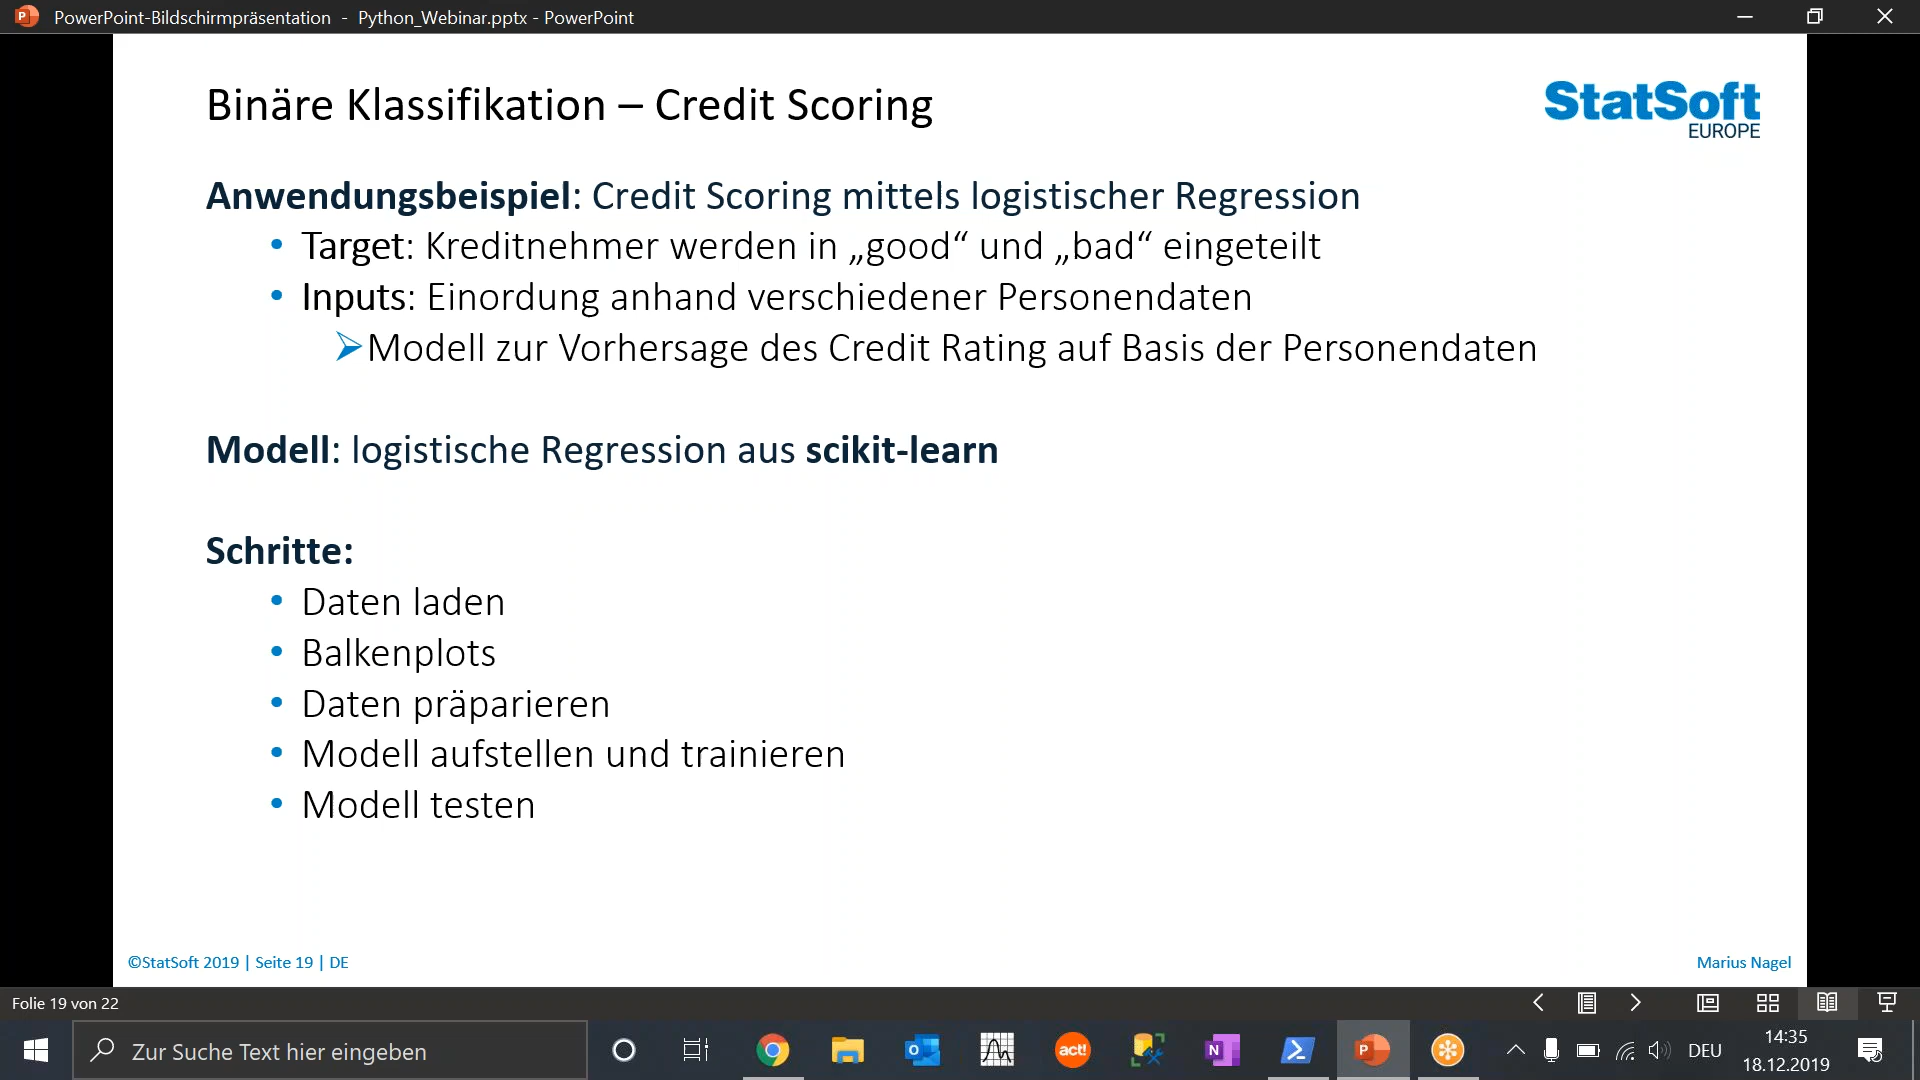 PowerPoint-Bildschirmpräsentation - Python_Webinar.pptx - PowerPoint
Binäre Klassifikation – Credit Scoring
StatSoft
EUROPE
Anwendungsbeispiel: Credit Scoring mittels logistischer Regression
• Target: Kreditnehmer werden in „good“ und „bad“ eingeteilt
• Inputs: Einordung anhand verschiedener Personendaten
➢Modell zur Vorhersage des Credit Rating auf Basis der Personendaten
Modell: logistische Regression aus scikit-learn
Schritte:
• Daten laden
• Balkenplots
• Daten präparieren
• Modell aufstellen und trainieren
• Modell testen
©StatSoft 2019 | Seite 19 | DE
Marius Nagel
Folie 19 von 22
Zur Suche Text hier eingeben
act!
DEU
14:35
18.12.2019